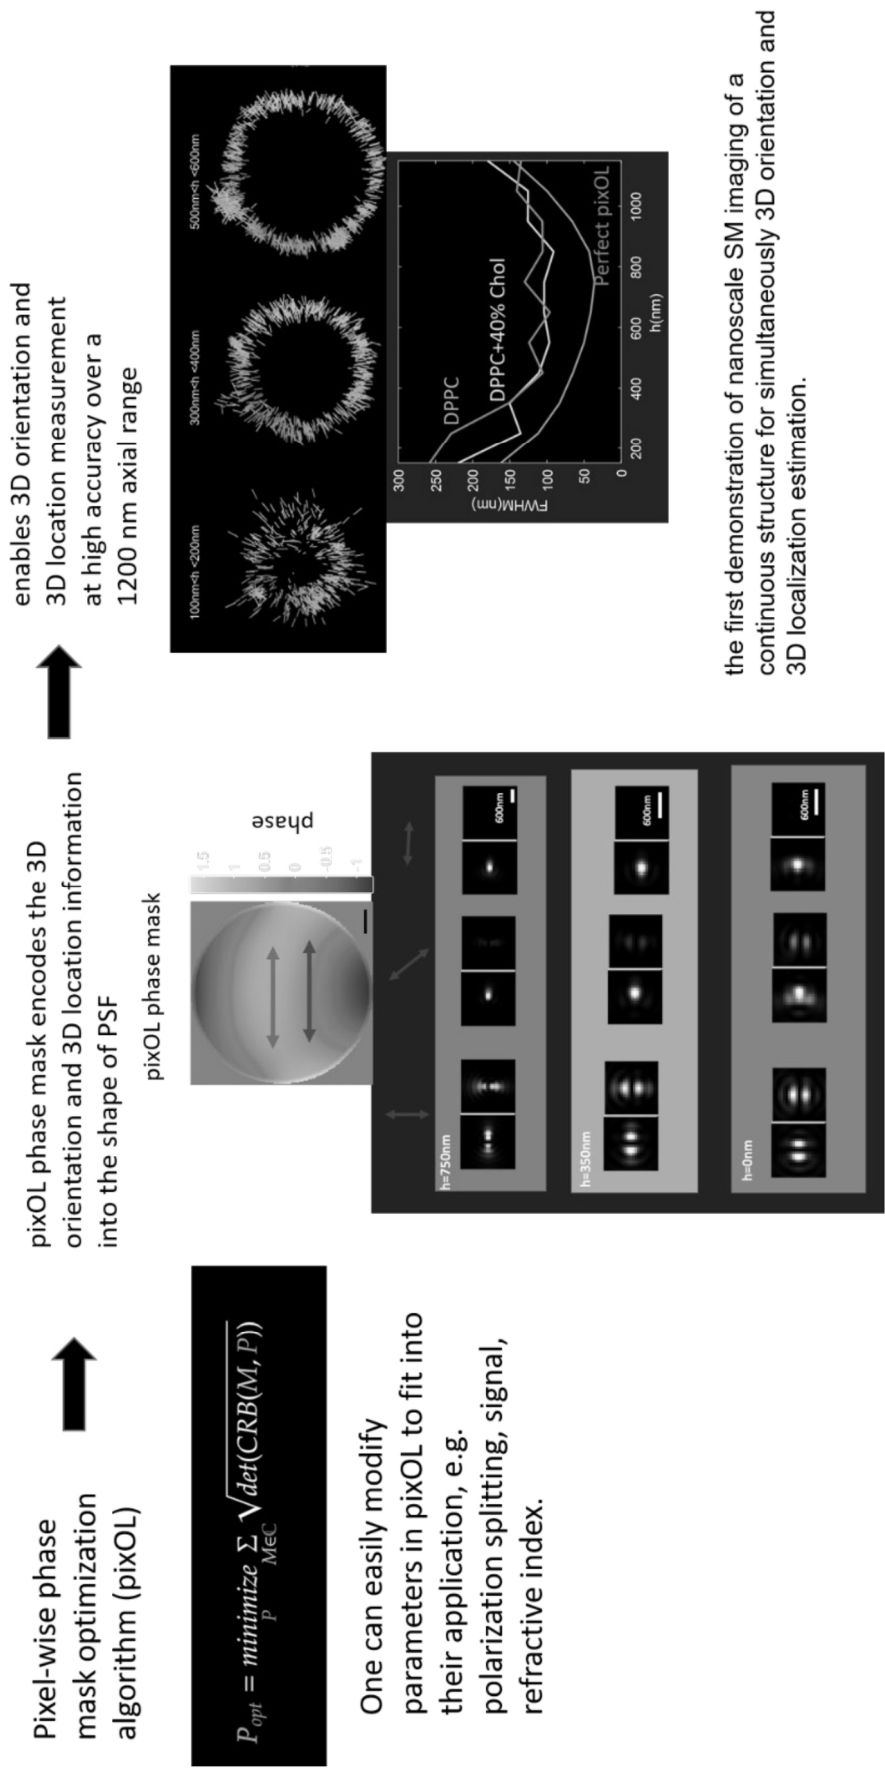 Pixel-wise phase
mask optimization
algorithm (pixOL)
P_opt = minimize Σ √det(CRB(M, P))
P M∈ℂ
One can easily modify
parameters in pixOL to fit into
their application, e.g.
polarization splitting, signal,
refractive index.
pixOL phase mask encodes the 3D
orientation and 3D location information
into the shape of PSF
pixOL phase mask
1.5
1
0.5
0
-0.5
-1
phase
h=750nm
600nm
h=350nm
600nm
h=0nm
600nm
enables 3D orientation and
3D location measurement
at high accuracy over a
1200 nm axial range
100nm<h <200nm
300nm<h <400nm
500nm<h <600nm
300
250
200
150
100
50
0
FWHM(nm)
DPPC
DPPC+40% Chol
Perfect pixOL
200
400
600
800
1000
h(nm)
the first demonstration of nanoscale SM imaging of a
continuous structure for simultaneously 3D orientation and
3D localization estimation.